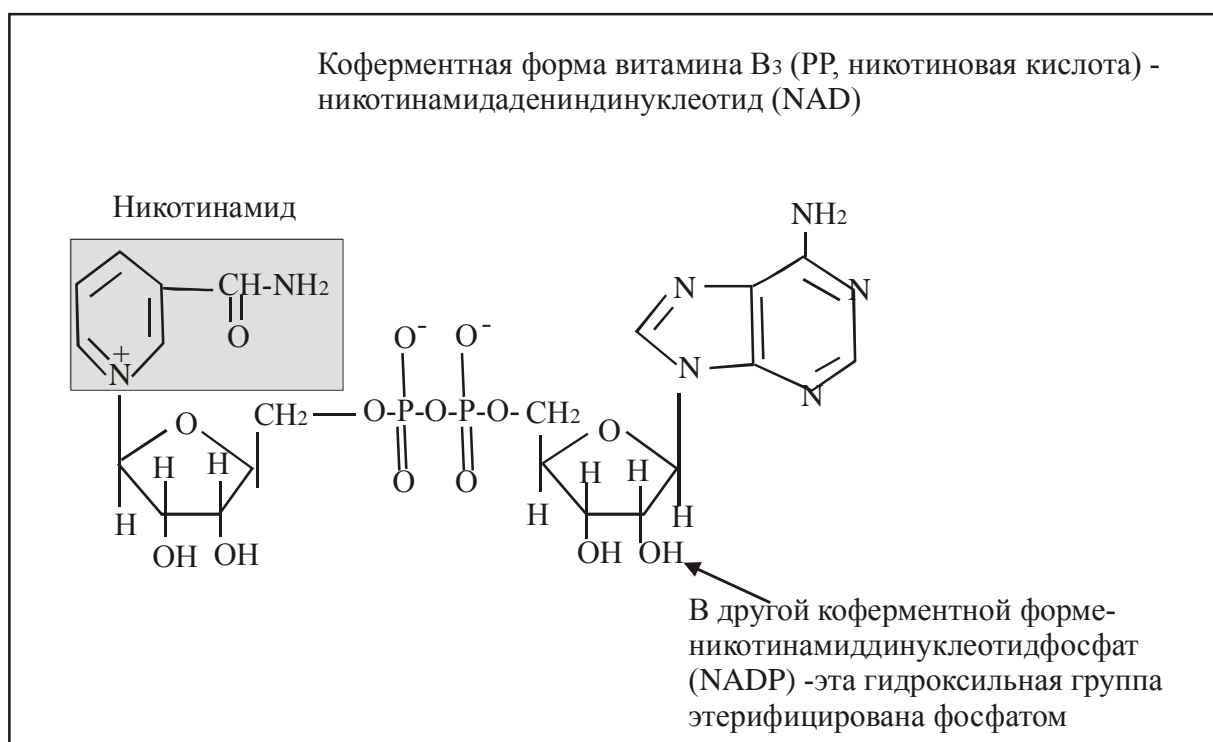 Коферментная форма витамина B3 (PP, никотиновая кислота) -
никотинамидадениндинуклеотид (NAD)
Никотинамид
NH2
CH-NH2
O
N
+
N
N
N
N
O- O-
O
CH2 O-P-O-P-O- CH2
O
H H
O O
H H
H
H
H
OH OH
OH OH
В другой коферментной форме-
никотинамиддинуклеотидфосфат
(NADP) -эта гидроксильная группа
этерифицирована фосфатом